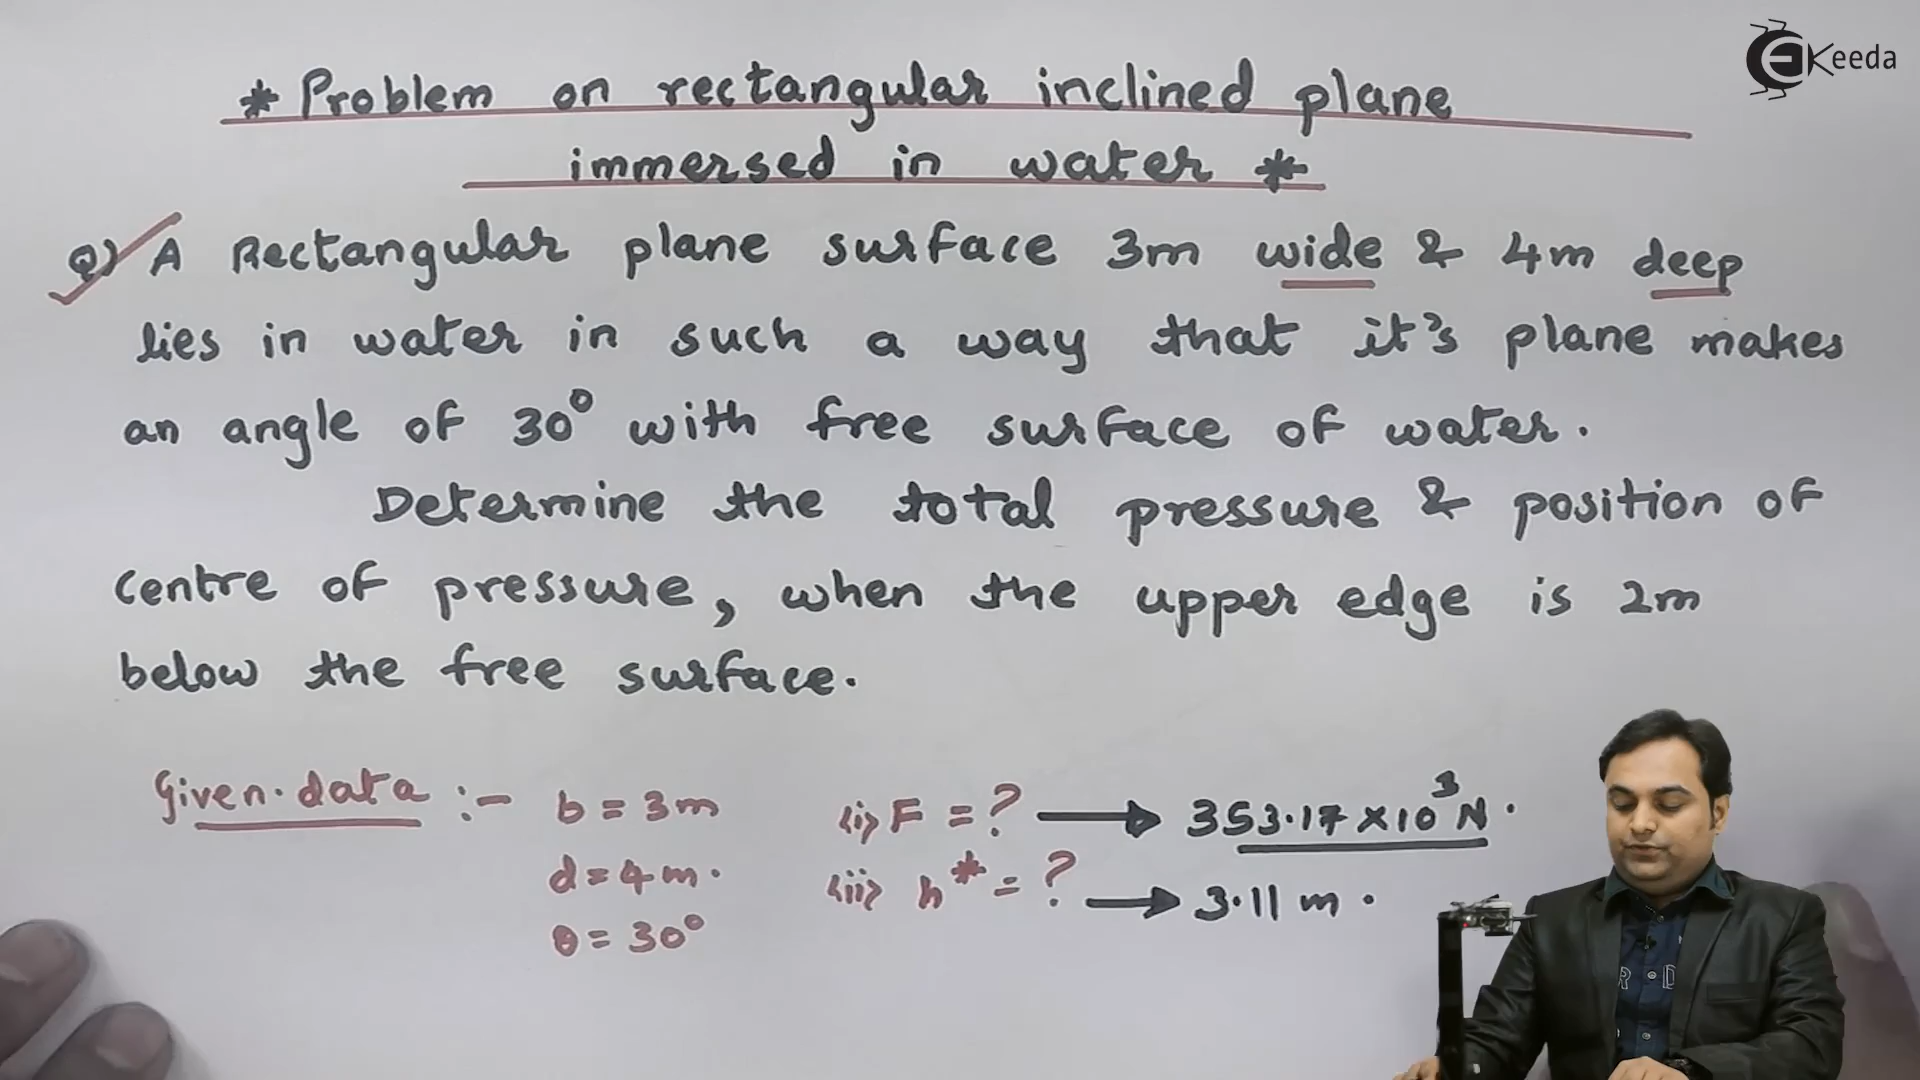 EKeeda
* Problem on rectangular inclined plane
immersed in water *
Q) A Rectangular plane surface 3m wide & 4m deep
lies in water in such a way that it's plane makes
an angle of 30° with free surface of water.
Determine the total pressure & position of
centre of pressure, when the upper edge is 2m
below the free surface.
Given data :- b = 3m (i) F = ? → 353.17 × 10³ N.
d = 4m. (ii) h* = ? → 3.11 m.
θ = 30°